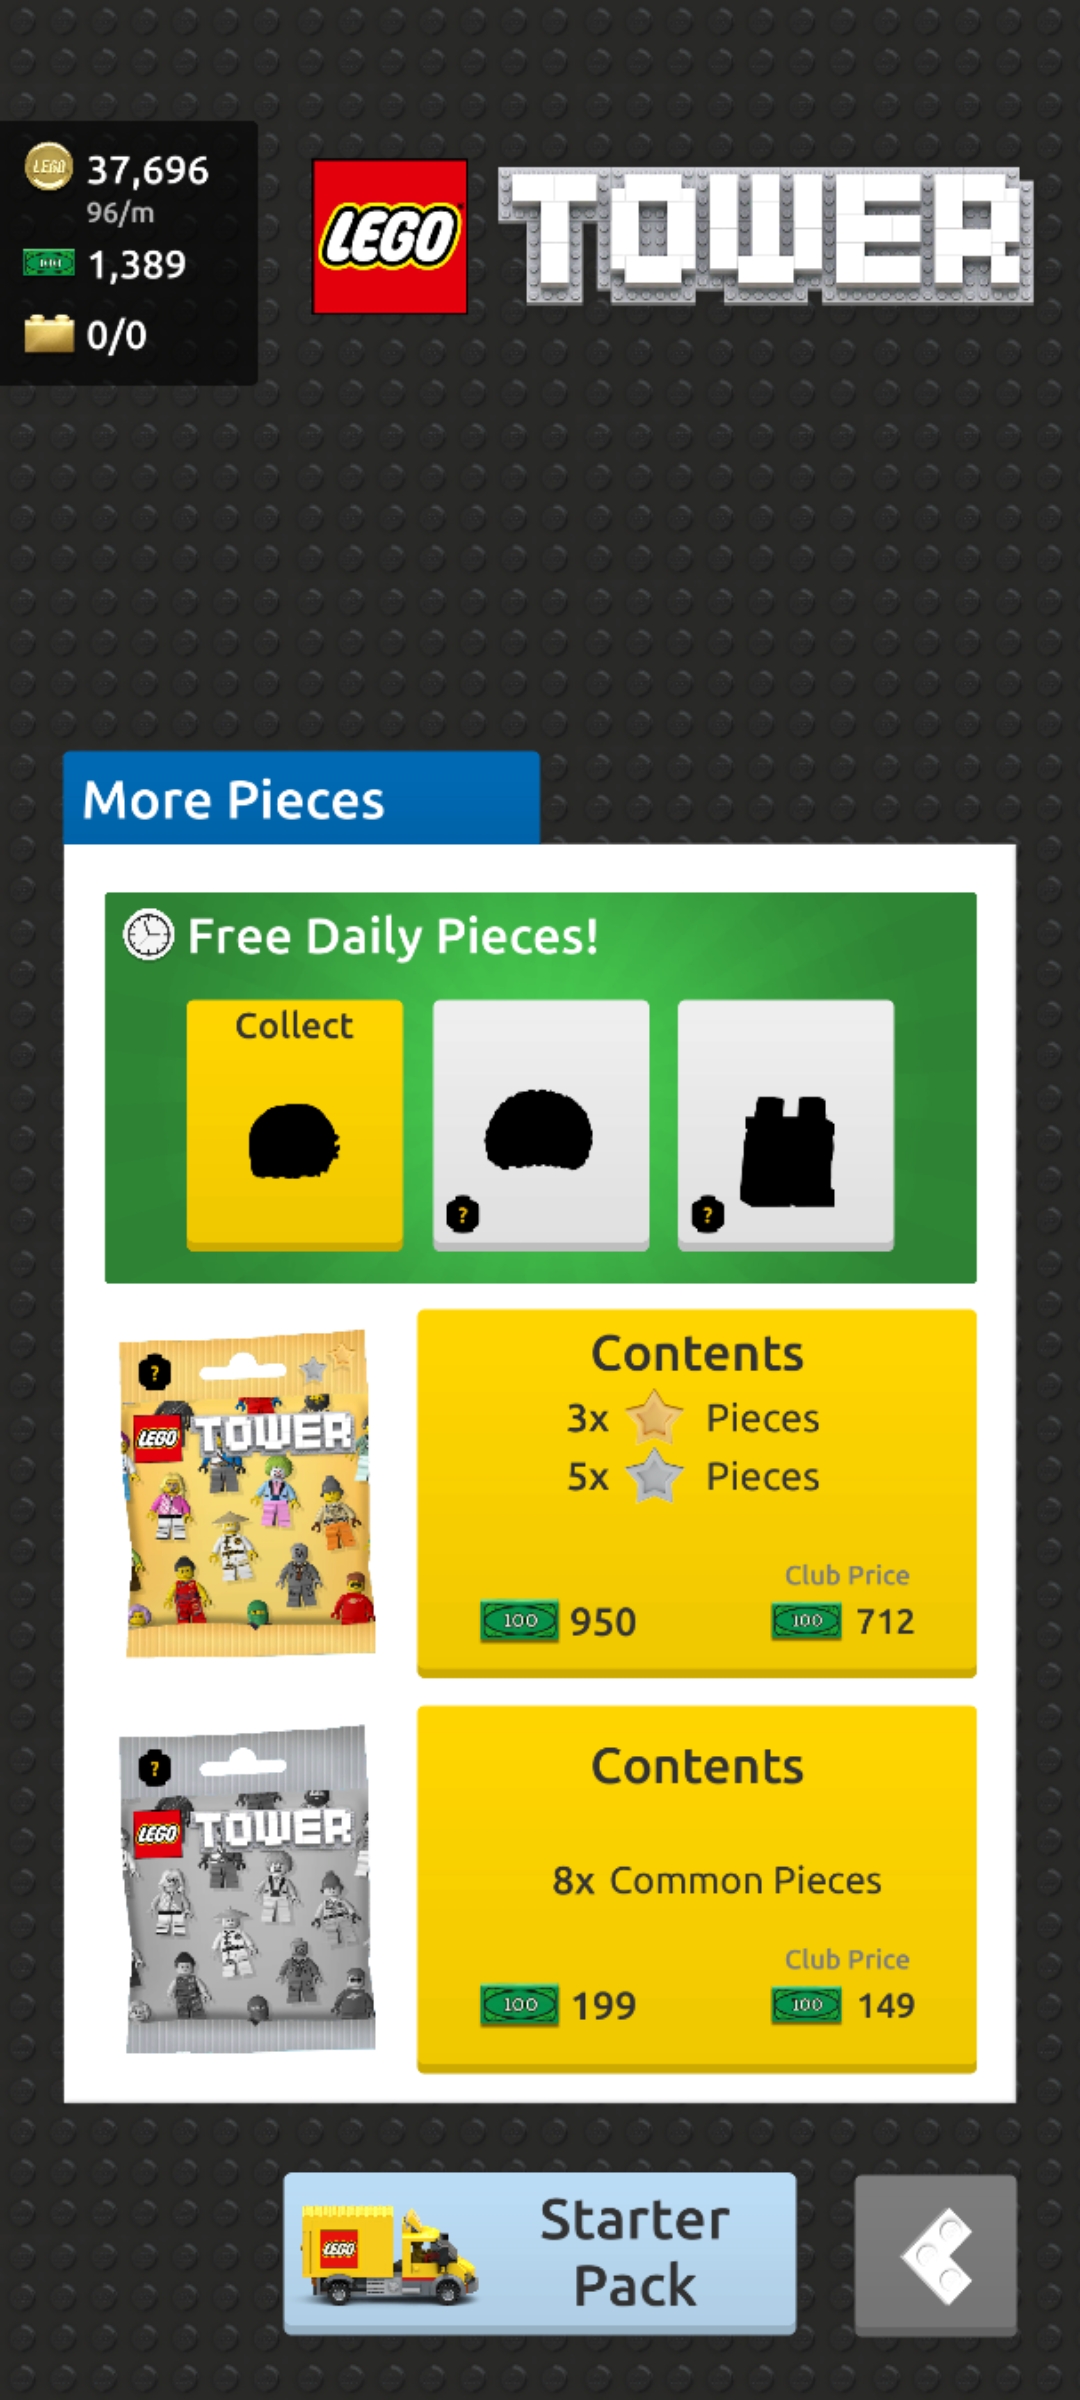 37,696
96/m
1,389
0/0
LEGO
TOWER
More Pieces
Free Daily Pieces!
Collect
?
?
?
LEGO TOWER
Contents
3x Pieces
5x Pieces
Club Price
100 950
100 712
?
LEGO TOWER
Contents
8x Common Pieces
Club Price
100 199
100 149
LEGO
Starter
Pack